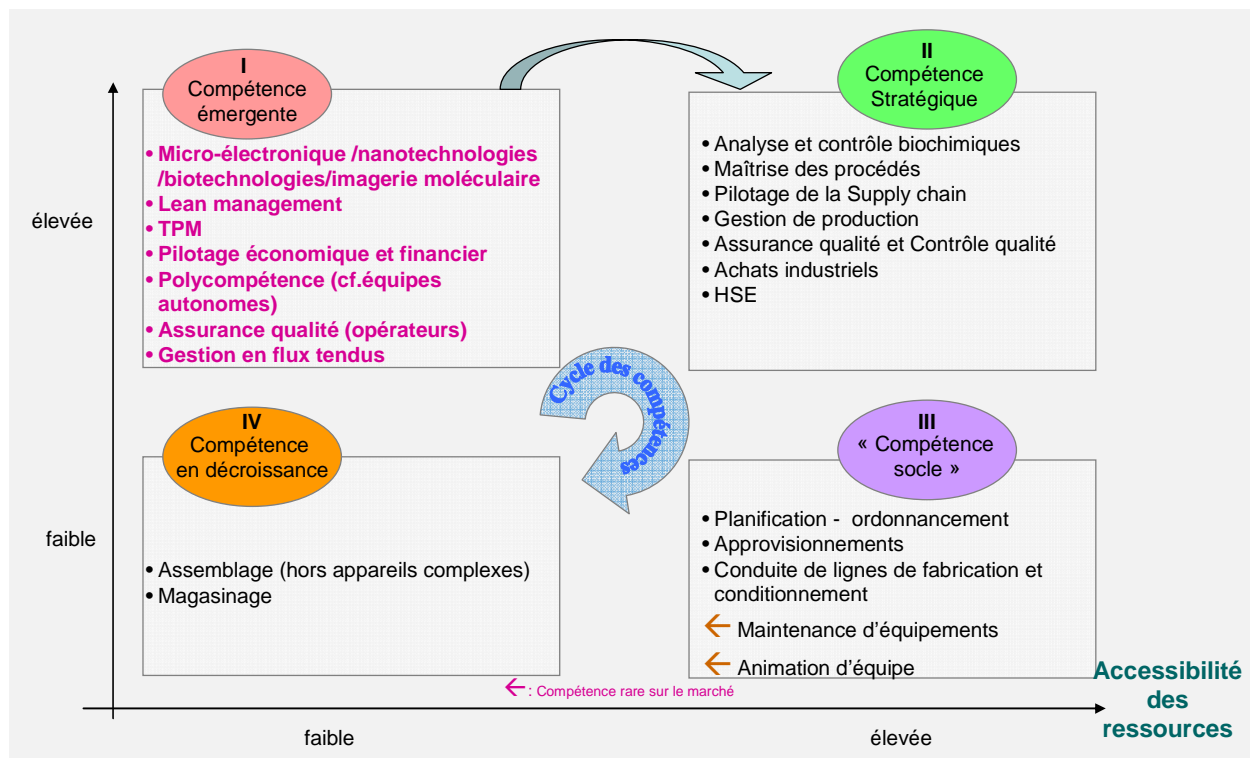 I
Compétence
émergente
• Micro-électronique /nanotechnologies
/biotechnologies/imagerie moléculaire
• Lean management
• TPM
• Pilotage économique et financier
• Polycompétence (cf.équipes
autonomes)
• Assurance qualité (opérateurs)
• Gestion en flux tendus
II
Compétence
Stratégique
• Analyse et contrôle biochimiques
• Maîtrise des procédés
• Pilotage de la Supply chain
• Gestion de production
• Assurance qualité et Contrôle qualité
• Achats industriels
• HSE
élevée
Cycle des compétences
IV
Compétence
en décroissance
• Assemblage (hors appareils complexes)
• Magasinage
III
« Compétence
socle »
• Planification - ordonnancement
• Approvisionnements
• Conduite de lignes de fabrication et
conditionnement
← Maintenance d'équipements
← Animation d'équipe
faible
← : Compétence rare sur le marché
Accessibilité
des
ressources
faible
élevée